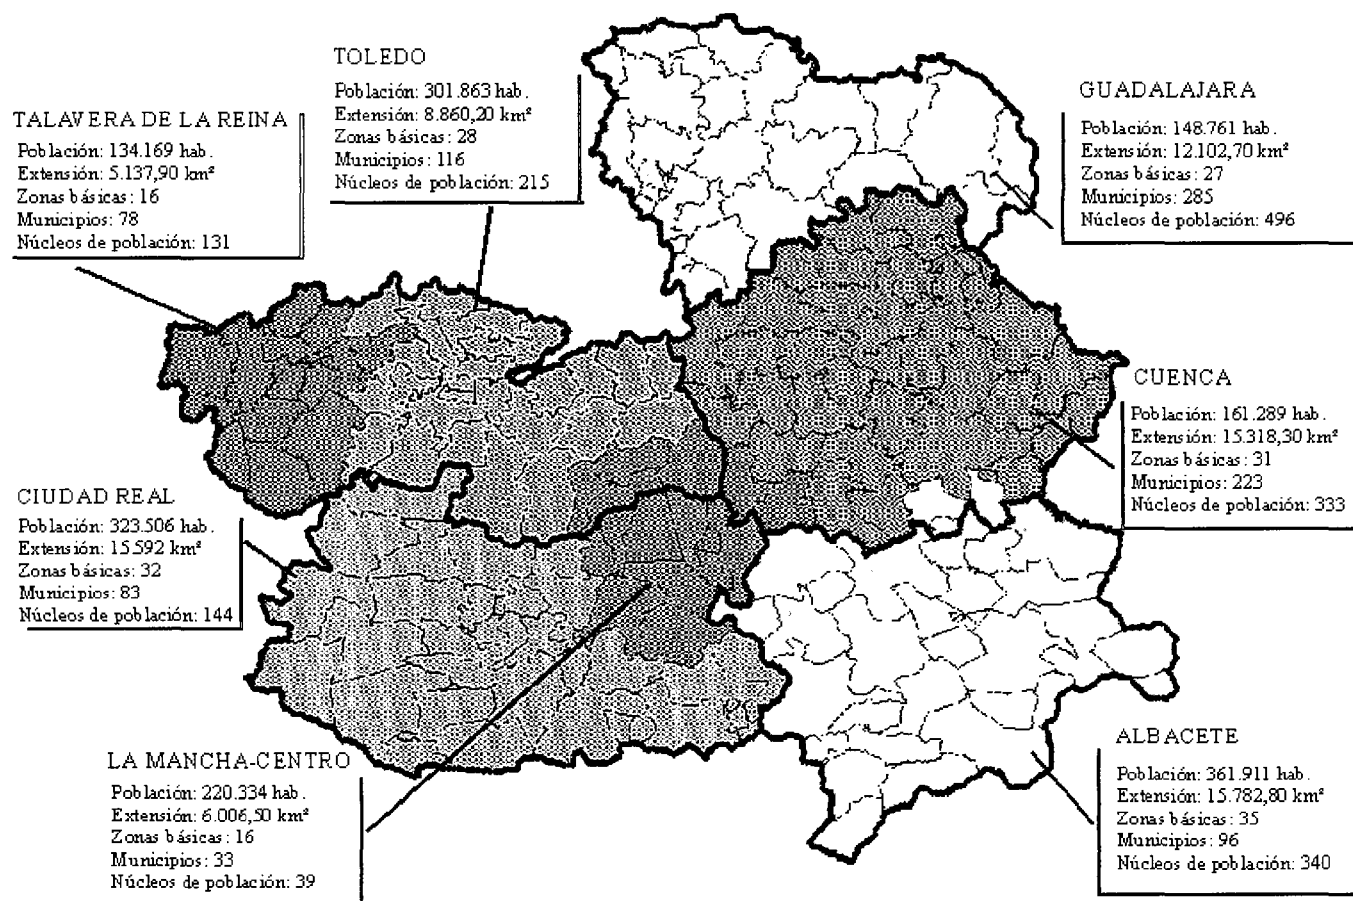 TOLEDO
Población: 301.863 hab.
Extensión: 8.860,20 km²
Zonas básicas: 28
Municipios: 116
Núcleos de población: 215
GUADALAJARA
Población: 148.761 hab.
Extensión: 12.102,70 km²
Zonas básicas: 27
Municipios: 285
Núcleos de población: 496
TALAVERA DE LA REINA
Población: 134.169 hab.
Extensión: 5.137,90 km²
Zonas básicas: 16
Municipios: 78
Núcleos de población: 131
CUENCA
Población: 161.289 hab.
Extensión: 15.318,30 km²
Zonas básicas: 31
Municipios: 223
Núcleos de población: 333
CIUDAD REAL
Población: 323.506 hab.
Extensión: 15.592 km²
Zonas básicas: 32
Municipios: 83
Núcleos de población: 144
LA MANCHA-CENTRO
Población: 220.334 hab.
Extensión: 6.006,50 km²
Zonas básicas: 16
Municipios: 33
Núcleos de población: 39
ALBACETE
Población: 361.911 hab.
Extensión: 15.782,80 km²
Zonas básicas: 35
Municipios: 96
Núcleos de población: 340